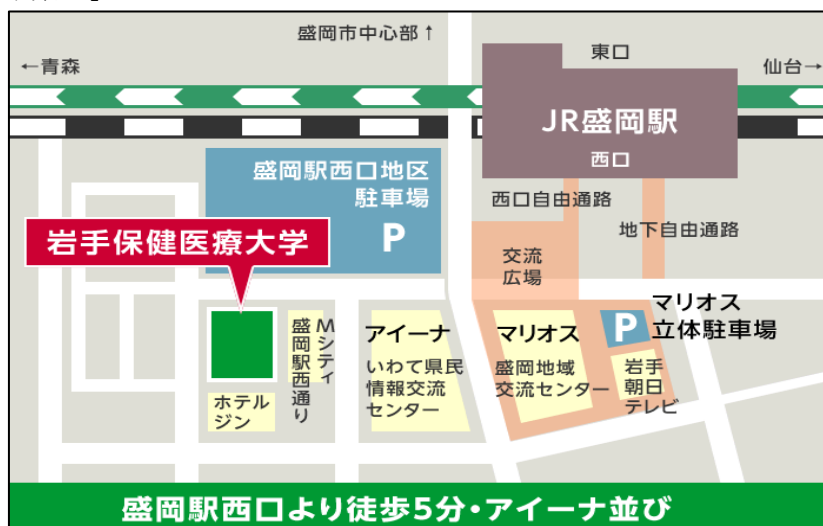 盛岡市中心部↑
←青森
東口
仙台→
JR盛岡駅
西口
盛岡駅西口地区
駐車場
P
西口自由通路
地下自由通路
岩手保健医療大学
交流
広場
マリオス
立体駐車場
P
盛岡駅西通り
Mシティ
アイーナ
いわて県民
情報交流
センター
マリオス
盛岡地域
交流センター
岩手
朝日
テレビ
ホテル
ジン
盛岡駅西口より徒歩5分・アイーナ並び